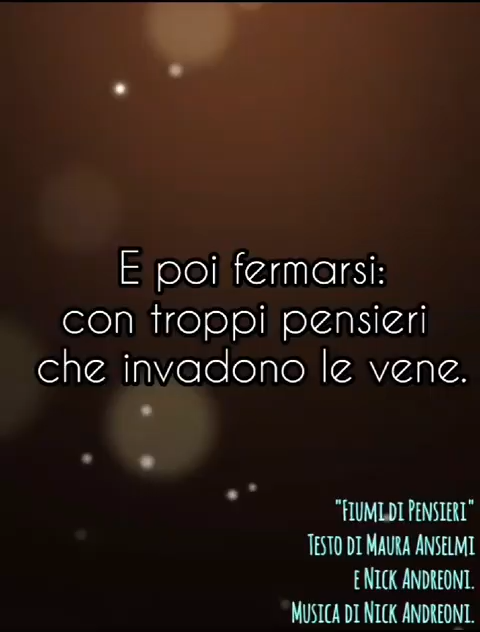 E poi fermarsi:
con troppi pensieri
che invadono le vene.
"Fiumi di Pensieri"
Testo di Maura Anselmi
e Nick Andreoni.
Musica di Nick Andreoni.